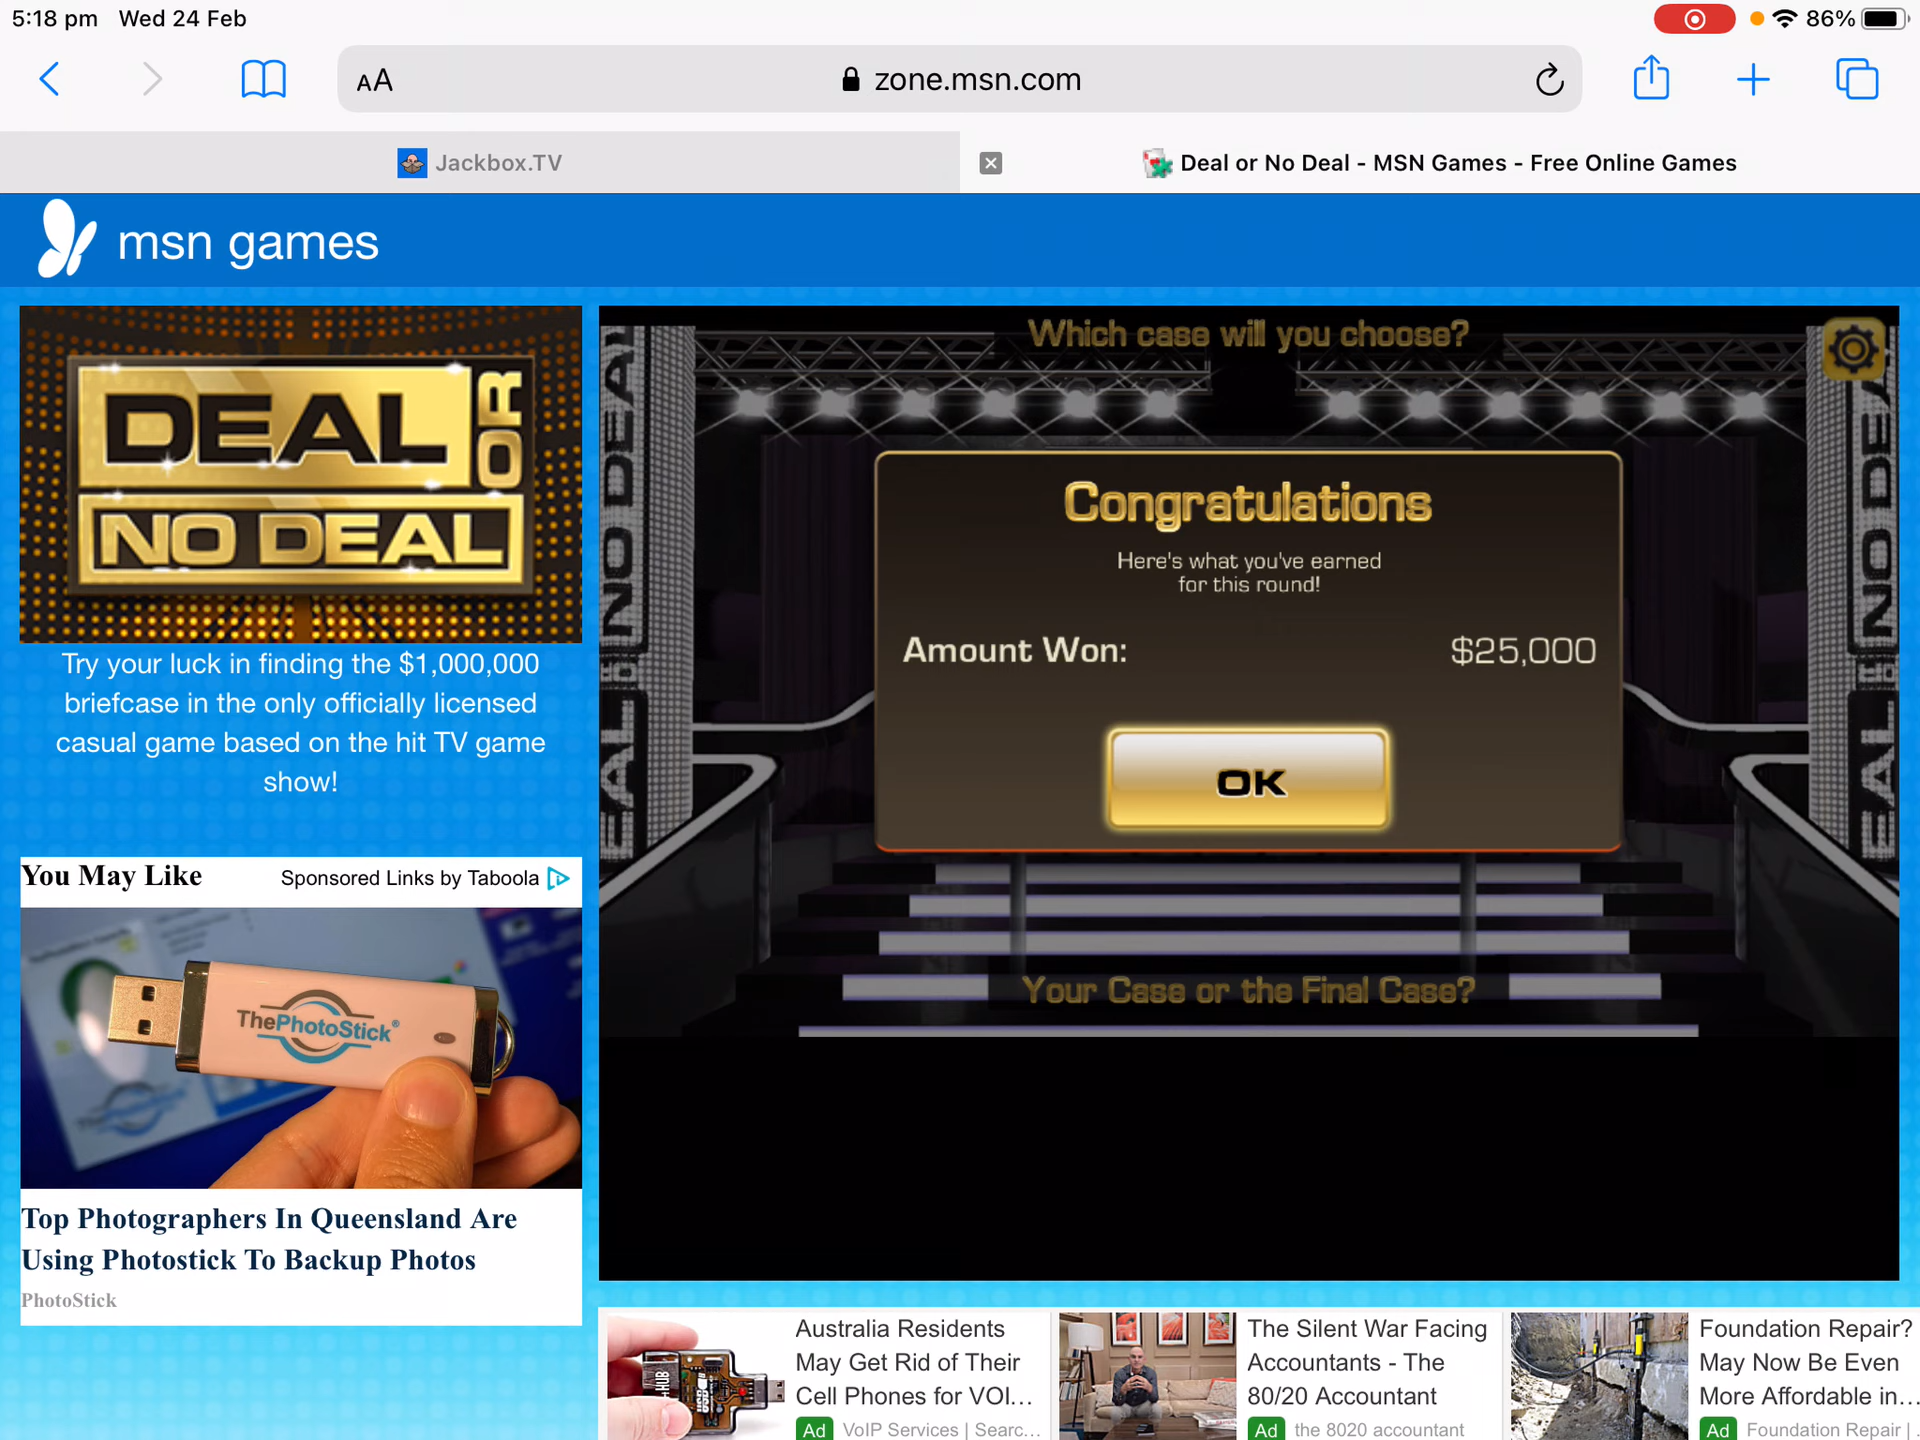 5:18 pm Wed 24 Feb
86%
AA
zone.msn.com
Jackbox.TV
Deal or No Deal - MSN Games - Free Online Games
msn games
DEAL
OR
NO DEAL
Try your luck in finding the $1,000,000
briefcase in the only officially licensed
casual game based on the hit TV game
show!
You May Like
Sponsored Links by Taboola
ThePhotoStick®
Top Photographers In Queensland Are
Using Photostick To Backup Photos
PhotoStick
Which case will you choose?
Congratulations
Here's what you've earned
for this round!
Amount Won: $25,000
OK
Your Case or the Final Case?
NO DEAL
NO DEA
Australia Residents
May Get Rid of Their
Cell Phones for VOI...
Ad VoIP Services | Searc...
The Silent War Facing
Accountants - The
80/20 Accountant
Ad the 8020 accountant
Foundation Repair?
May Now Be Even
More Affordable in...
Ad Foundation Repair |